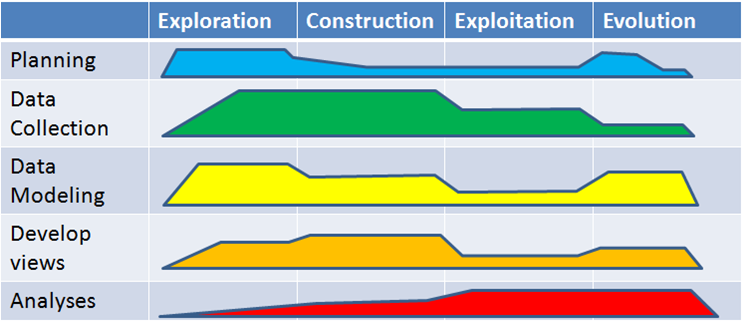 Exploration Construction Exploitation Evolution
Planning
Data
Collection
Data
Modeling
Develop
views
Analyses